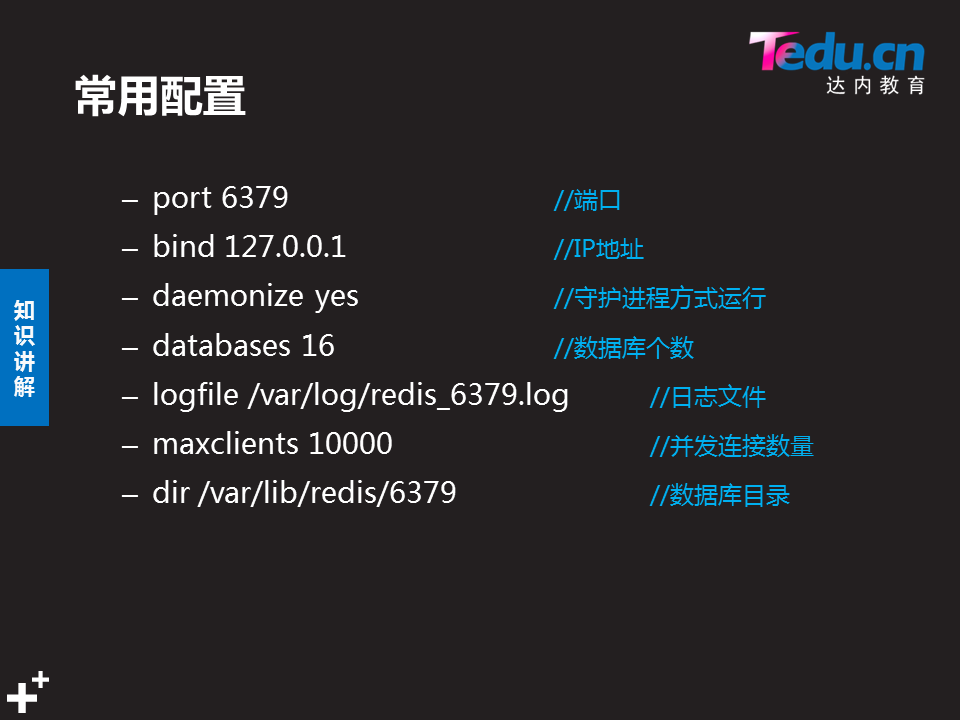 Tedu.cn
达内教育
常用配置
– port 6379 //端口
– bind 127.0.0.1 //IP地址
– daemonize yes //守护进程方式运行
– databases 16 //数据库个数
– logfile /var/log/redis_6379.log //日志文件
– maxclients 10000 //并发连接数量
– dir /var/lib/redis/6379 //数据库目录
知
识
讲
解